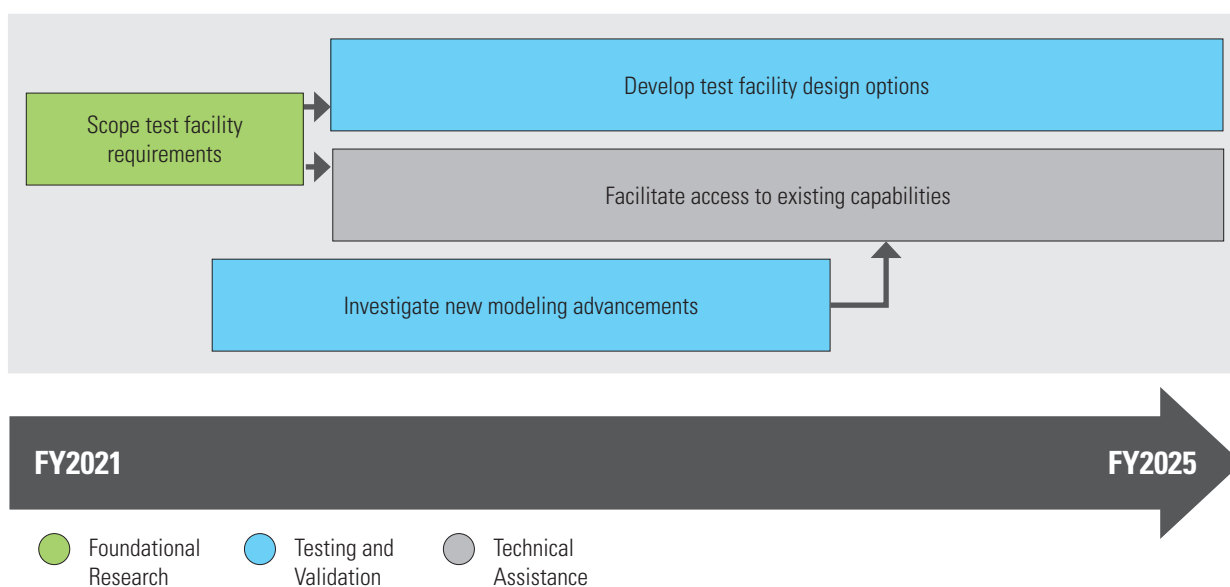 Develop test facility design options
Scope test facility
requirements
Facilitate access to existing capabilities
Investigate new modeling advancements
FY2021
FY2025
Foundational
Research
Testing and
Validation
Technical
Assistance